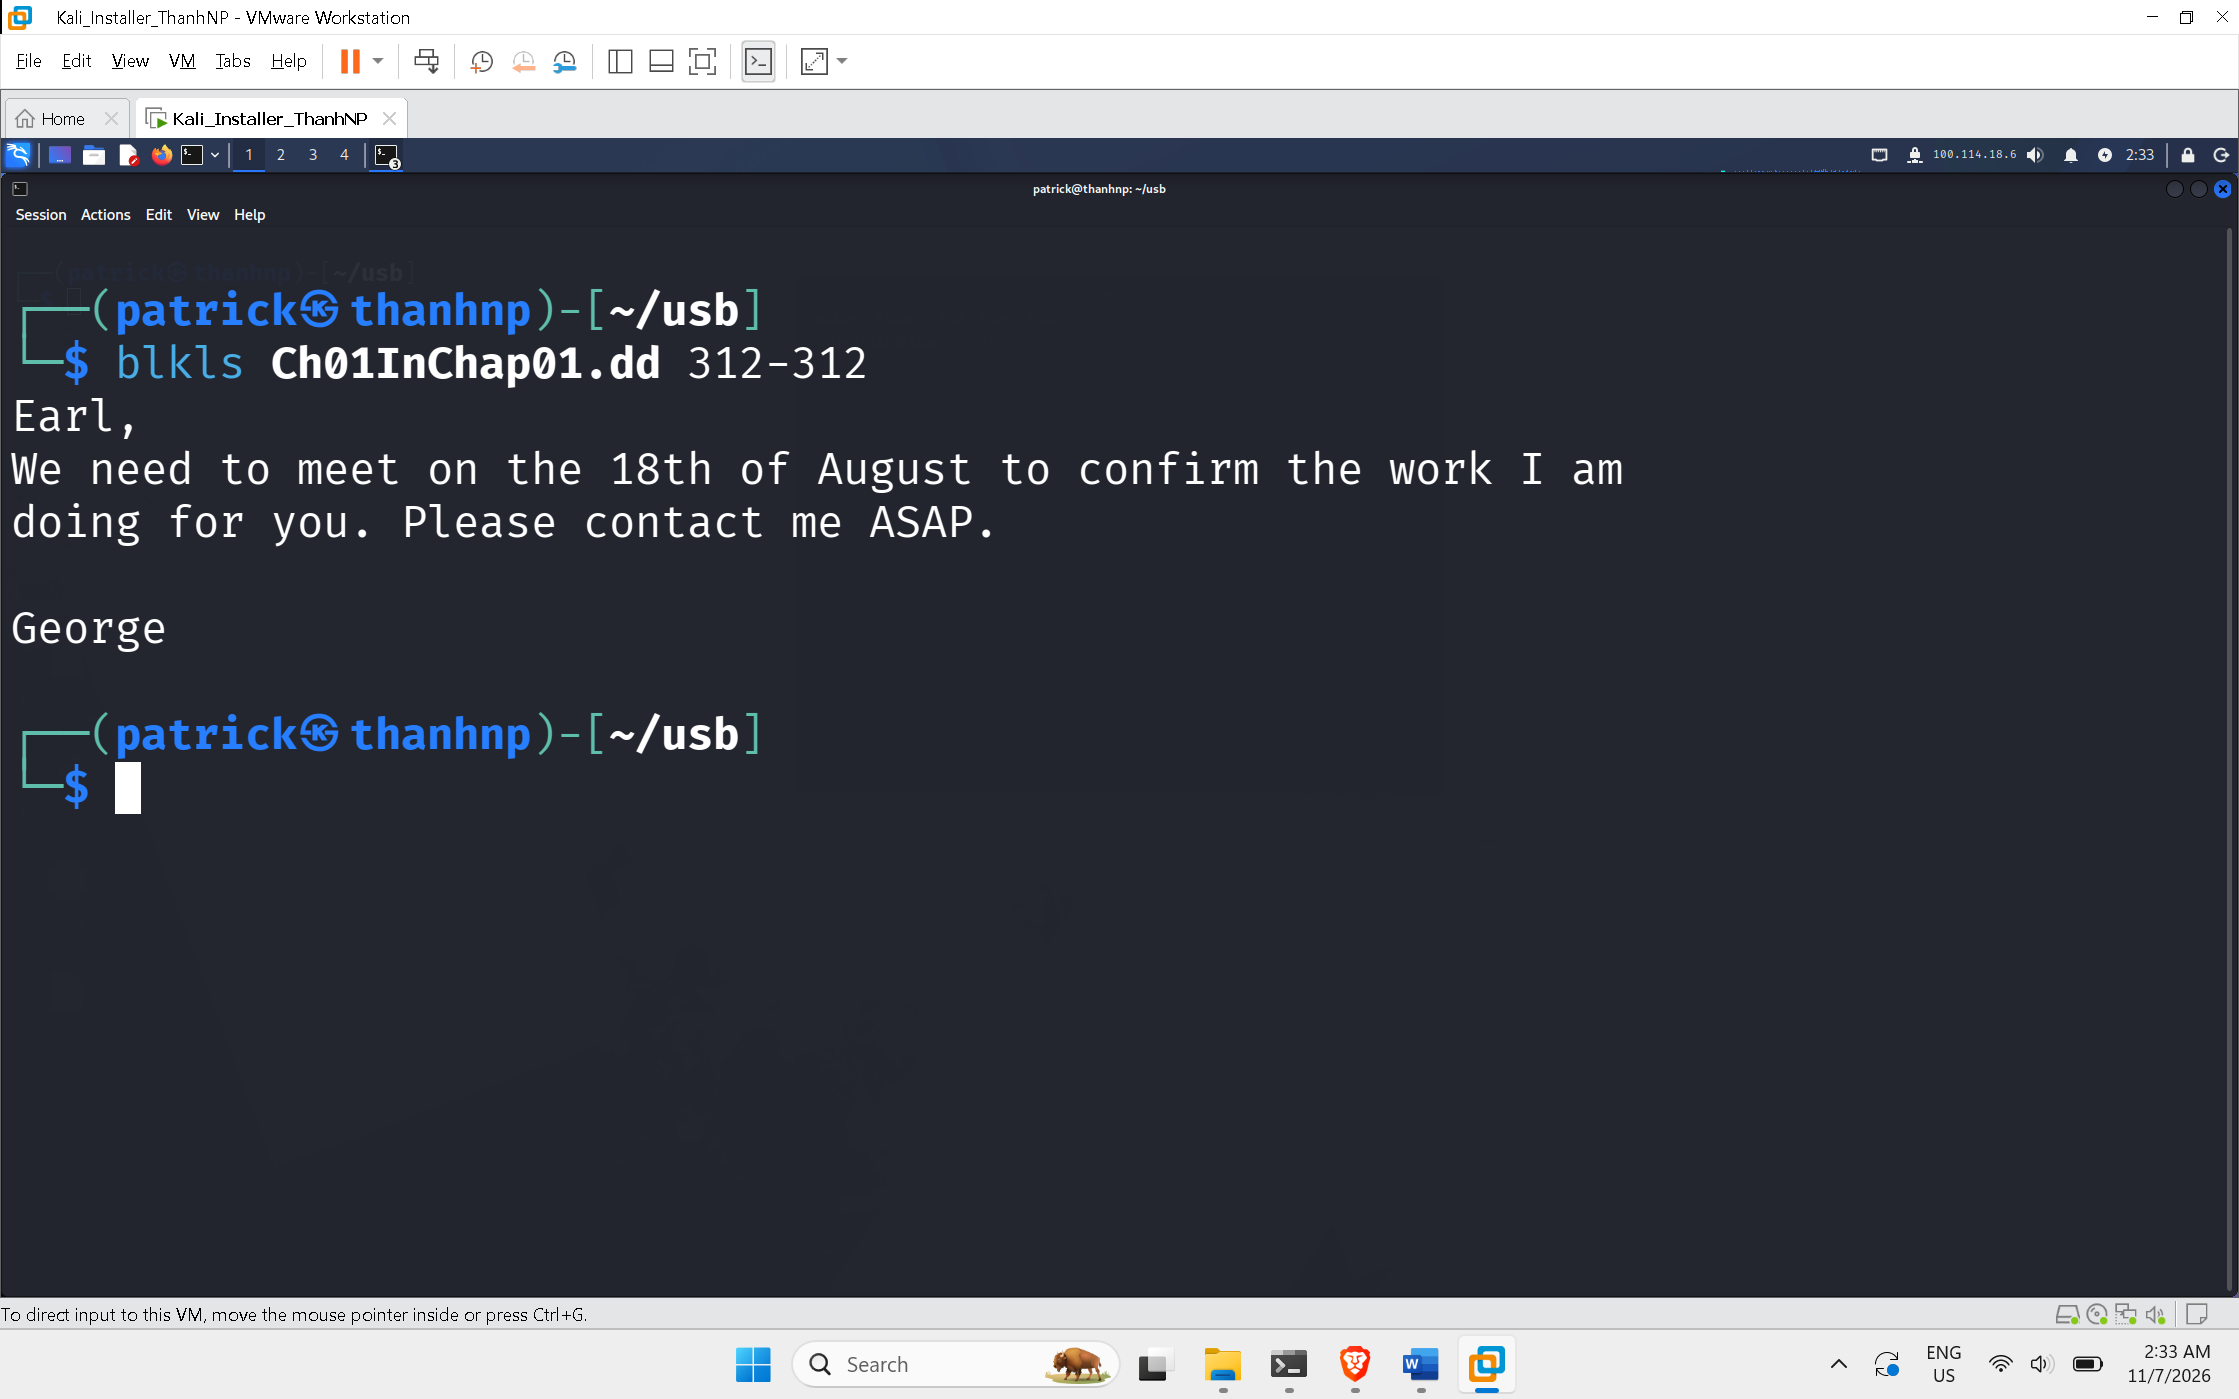 Kali_Installer_ThanhNP - VMware Workstation
File Edit View VM Tabs Help
Home
Kali_Installer_ThanhNP
1 2 3 4
3
100.114.18.6
2:33
patrick@thanhnp: ~/usb
Session Actions Edit View Help
┌──(patrick㉿thanhnp)-[~/usb]
┌──(patrick㉿thanhnp)-[~/usb]
└─$ blkls Ch01InChap01.dd 312-312
Earl,
We need to meet on the 18th of August to confirm the work I am
doing for you. Please contact me ASAP.
George
┌──(patrick㉿thanhnp)-[~/usb]
└─$
To direct input to this VM, move the mouse pointer inside or press Ctrl+G.
Search
ENG
US
2:33 AM
11/7/2026